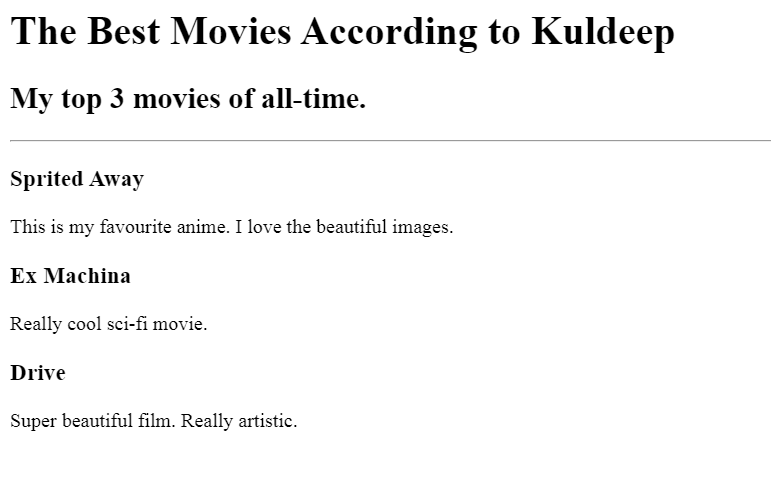 The Best Movies According to Kuldeep
My top 3 movies of all-time.
Sprited Away
This is my favourite anime. I love the beautiful images.
Ex Machina
Really cool sci-fi movie.
Drive
Super beautiful film. Really artistic.